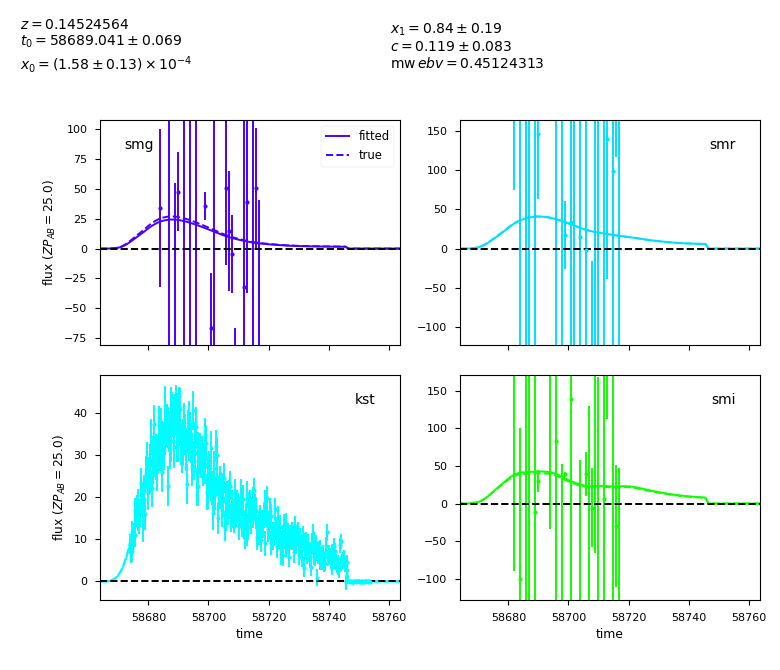 z = 0.14524564
t₀ = 58689.041 ± 0.069
x₀ = (1.58 ± 0.13) × 10⁻⁴
x₁ = 0.84 ± 0.19
c = 0.119 ± 0.083
mw ebv = 0.45124313
smg
fitted
true
100
75
50
25
0
−25
−50
−75
flux (ZP_AB = 25.0)
smr
150
100
50
0
−50
−100
kst
40
30
20
10
0
flux (ZP_AB = 25.0)
58680 58700 58720 58740 58760
time
smi
150
100
50
0
−50
−100
58680 58700 58720 58740 58760
time